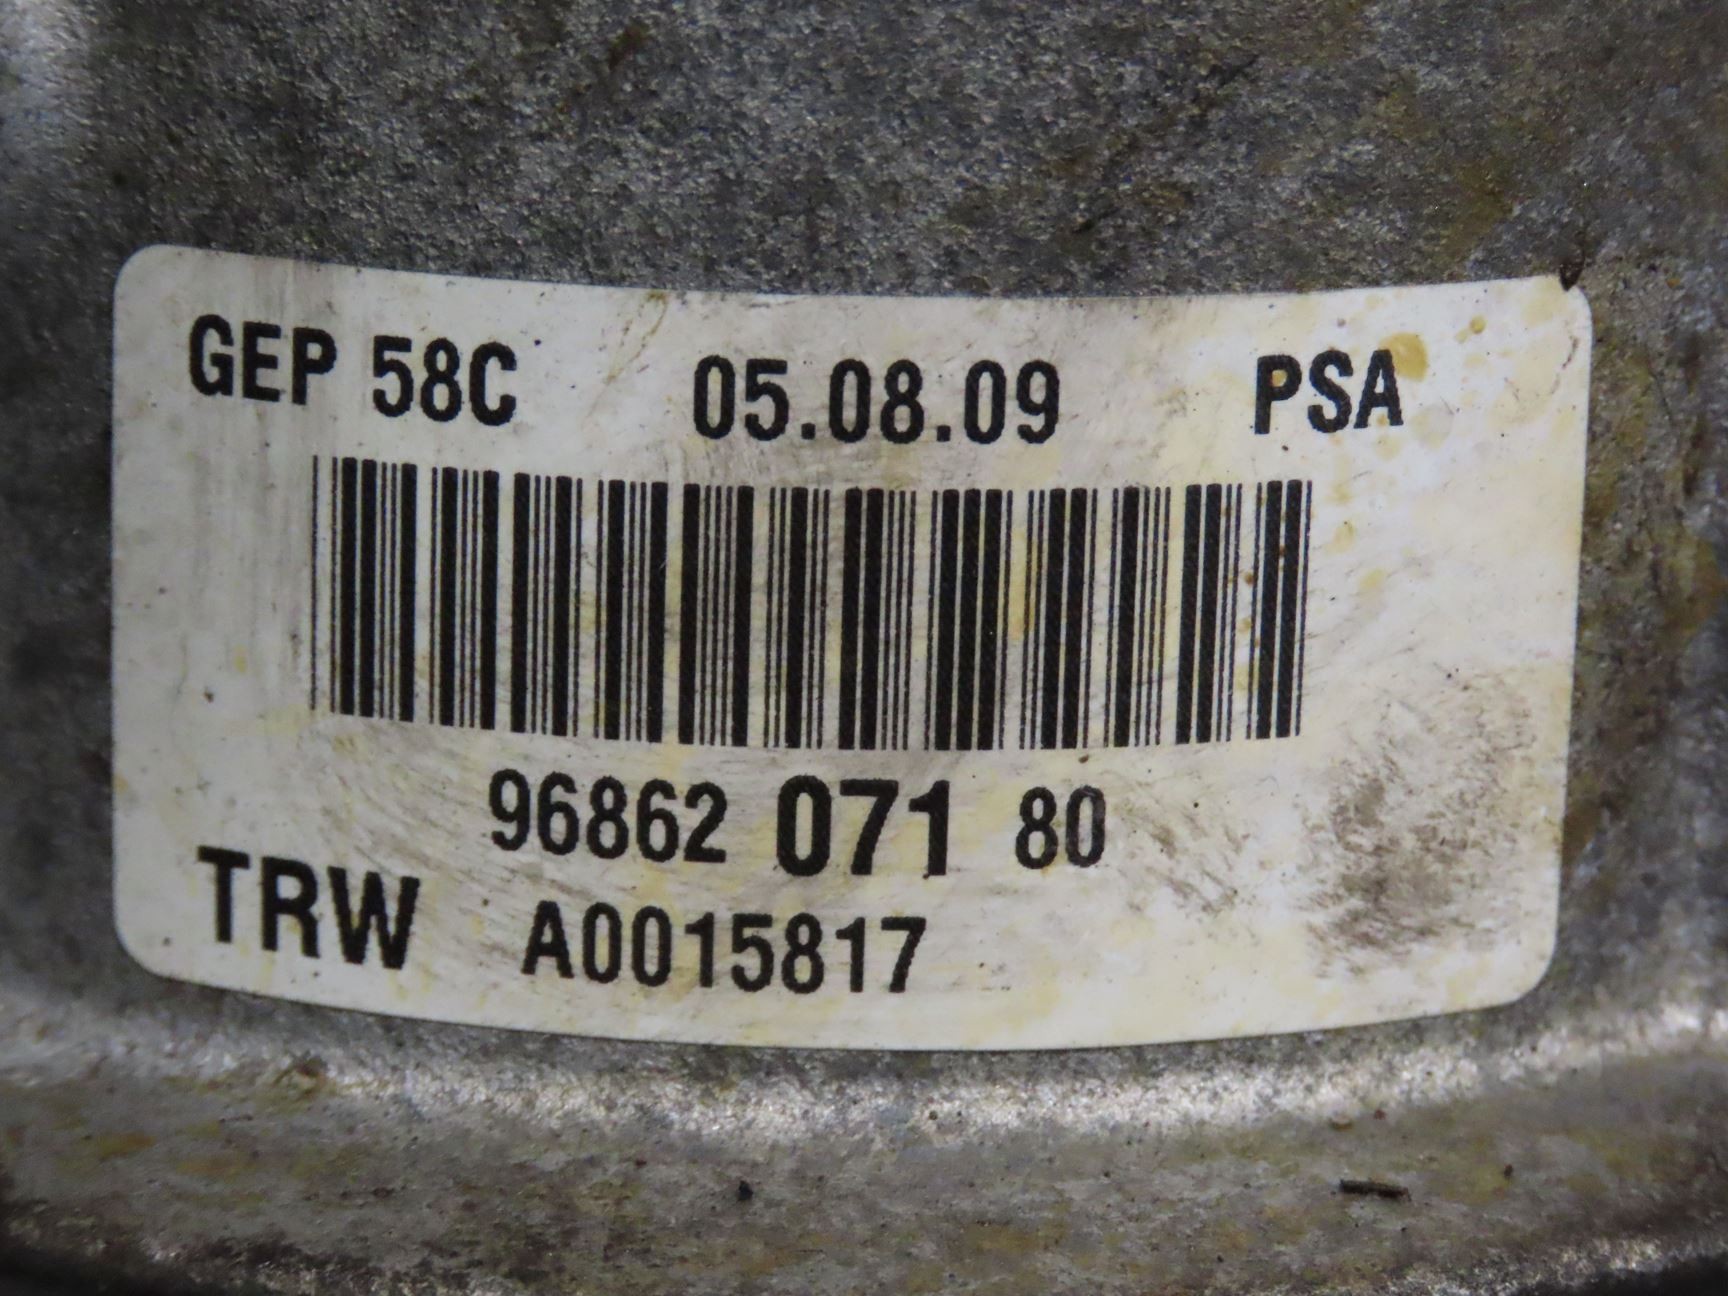 GEP 58C 05.08.09 PSA
96862 071 80
TRW A0015817